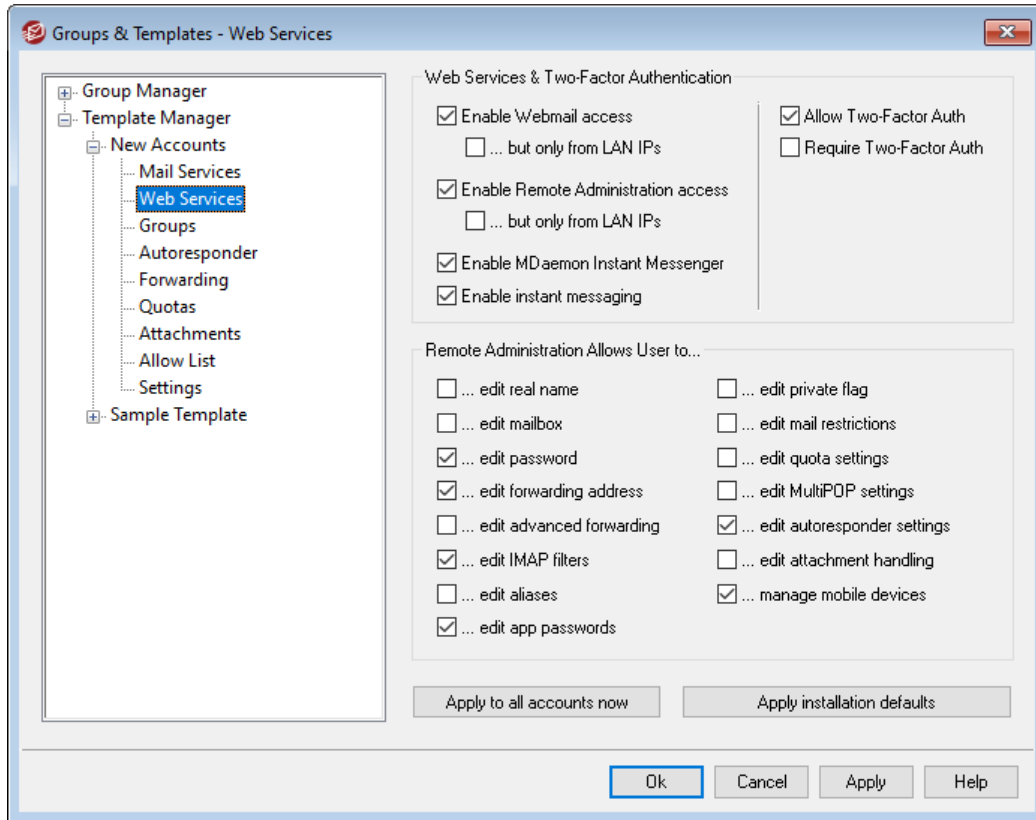 Groups & Templates - Web Services
Group Manager
Template Manager
New Accounts
Mail Services
Web Services
Groups
Autoresponder
Forwarding
Quotas
Attachments
Allow List
Settings
Sample Template
Web Services & Two-Factor Authentication
Enable Webmail access
... but only from LAN IPs
Enable Remote Administration access
... but only from LAN IPs
Enable MDaemon Instant Messenger
Enable instant messaging
Allow Two-Factor Auth
Require Two-Factor Auth
Remote Administration Allows User to...
... edit real name
... edit mailbox
... edit password
... edit forwarding address
... edit advanced forwarding
... edit IMAP filters
... edit aliases
... edit app passwords
... edit private flag
... edit mail restrictions
... edit quota settings
... edit MultiPOP settings
... edit autoresponder settings
... edit attachment handling
... manage mobile devices
Apply to all accounts now
Apply installation defaults
Ok
Cancel
Apply
Help